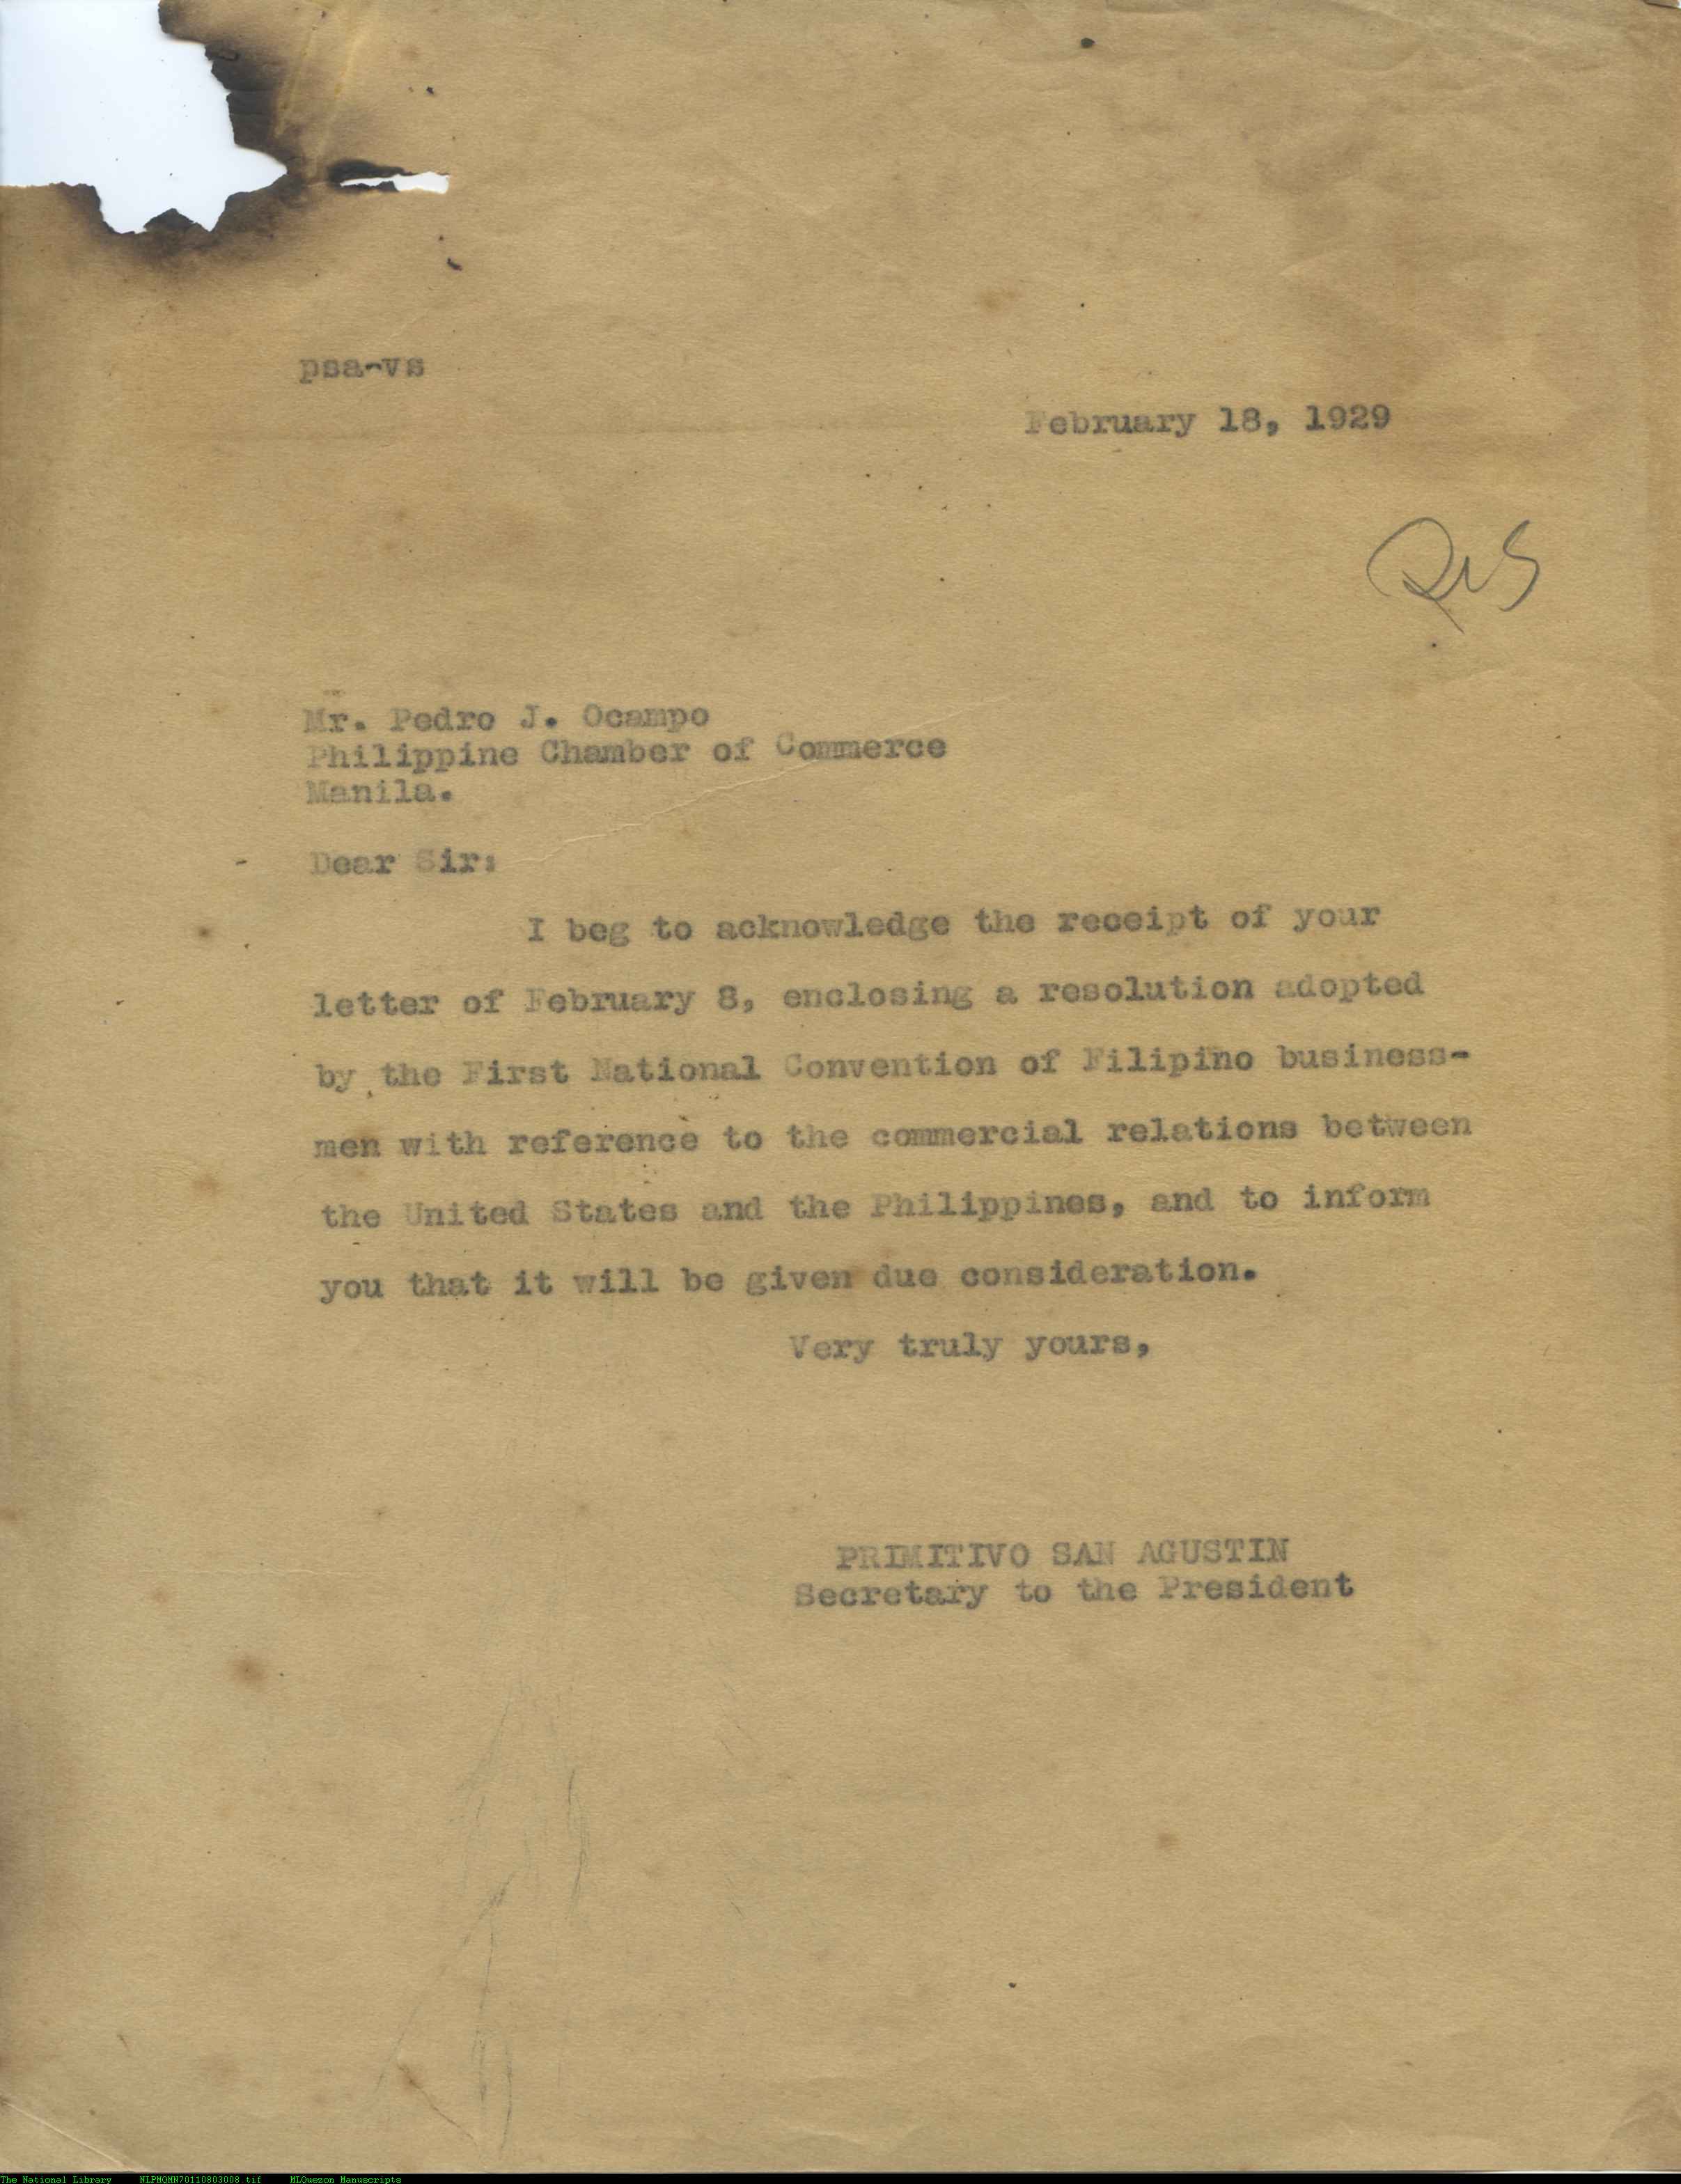 psa-vs
February 18, 1929
Mr. Pedro J. Ocampo
Philippine Chamber of Commerce
Manila.
Dear Sir:
I beg to acknowledge the receipt of your
letter of February 8, enclosing a resolution adopted
by the First National Convention of Filipino business-
men with reference to the commercial relations between
the United States and the Philippines, and to inform
you that it will be given due consideration.
Very truly yours,
PRIMITIVO SAN AGUSTIN
Secretary to the President
The National Library NLPMQMN70110803008.tif MLQuezon Manuscripts